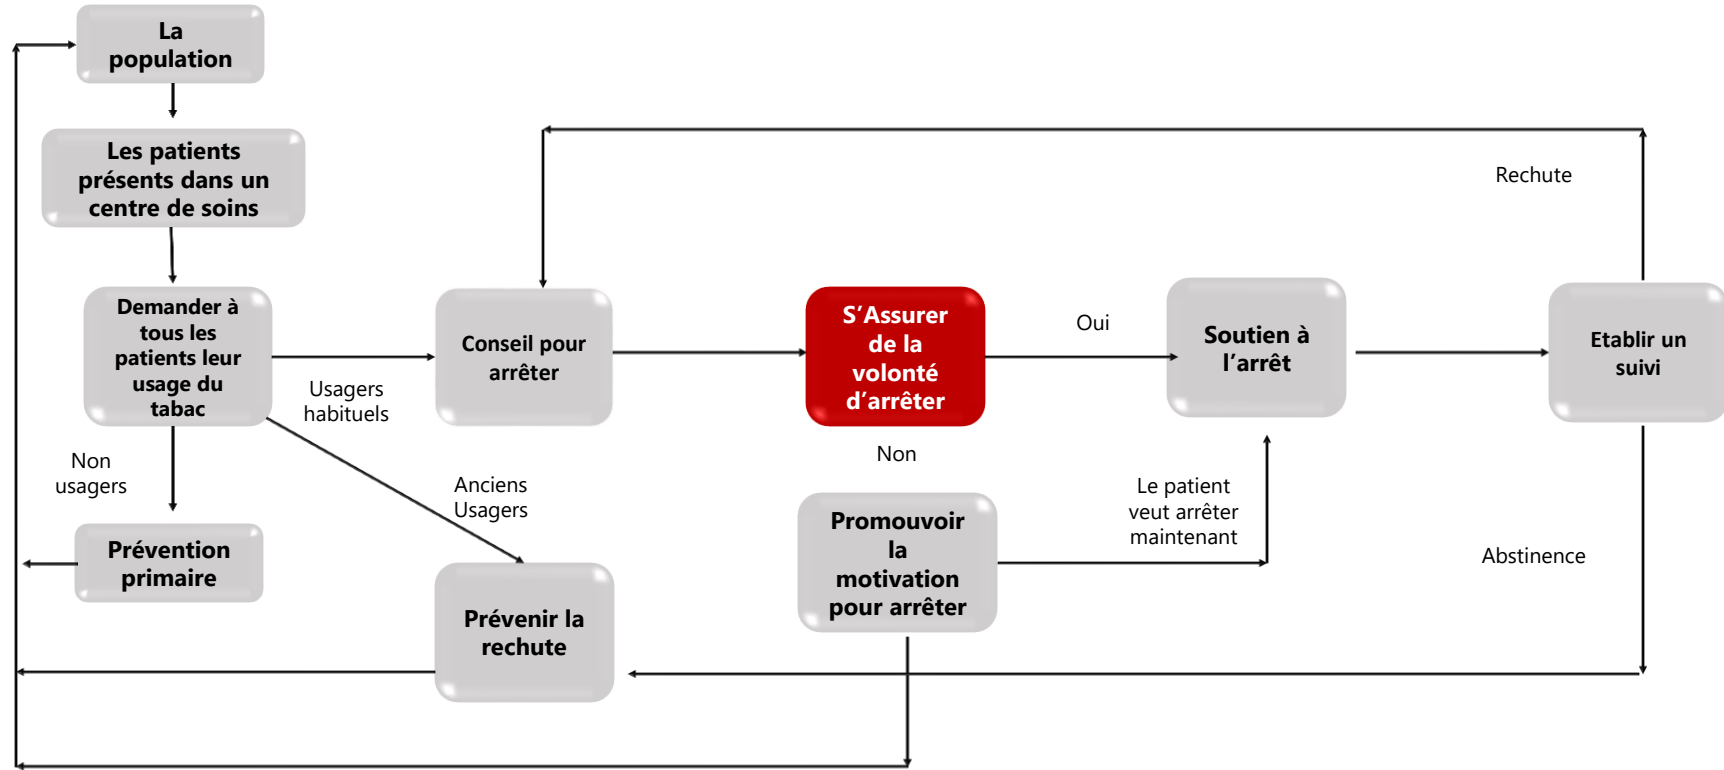 La
population
Les patients
présents dans un
centre de soins
Demander à
tous les
patients leur
usage du
tabac
Usagers
habituels
Non
usagers
Anciens
Usagers
Prévention
primaire
Prévenir la
rechute
Conseil pour
arrêter
S’Assurer
de la
volonté
d’arrêter
Oui
Non
Promouvoir
la
motivation
pour arrêter
Le patient
veut arrêter
maintenant
Soutien à
l’arrêt
Etablir un
suivi
Rechute
Abstinence